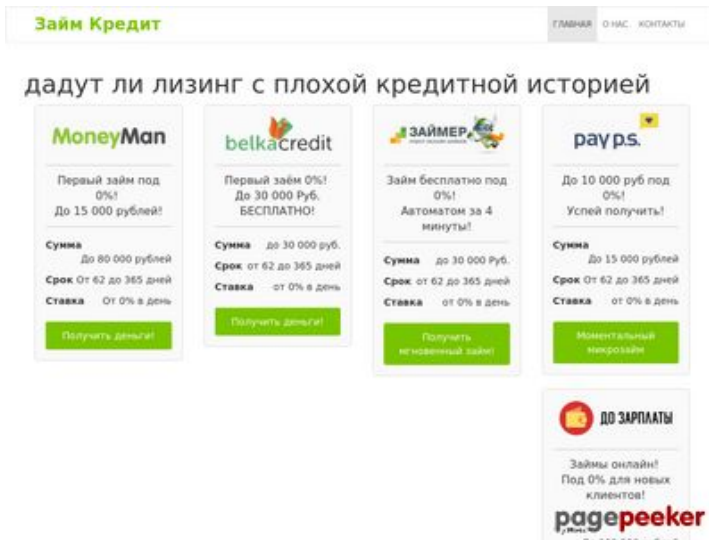 Займ Кредит
ГЛАВНАЯ О НАС КОНТАКТЫ
дадут ли лизинг с плохой кредитной историей
MoneyMan
Первый займ под
0%!
До 15 000 рублей!
Сумма
До 80 000 рублей
Срок От 62 до 365 дней
Ставка От 0% в день
Получить деньги!
belkacredit
Первый заём 0%!
До 30 000 Руб.
БЕСПЛАТНО!
Сумма до 30 000 руб.
Срок от 62 до 365 дней
Ставка от 0% в день
Получить деньги!
ЗАЙМЕР
Займ бесплатно под
0%!
Автоматом за 4
минуты!
Сумма до 30 000 Руб.
Срок от 62 до 365 дней
Ставка от 0% в день
Получить
мгновенный займ!
pay p.s.
До 10 000 руб под
0%!
Успей получить!
Сумма
До 15 000 рублей
Срок От 62 до 365 дней
Ставка От 0% в день
Моментальный
микрозайм
ДО ЗАРПЛАТЫ
Займы онлайн!
Под 0% для новых
клиентов!
pagepeeker